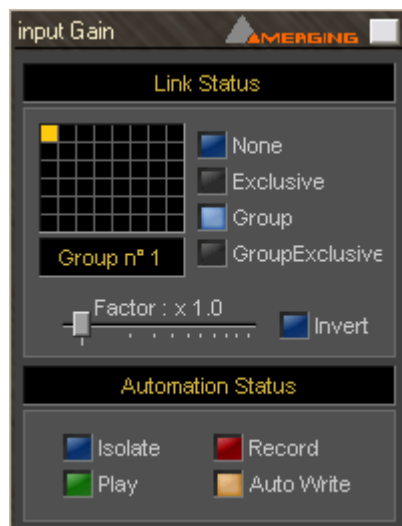 input Gain
MERGING
Link Status
None
Exclusive
Group
GroupExclusive
Group n° 1
Factor : x 1.0
Invert
Automation Status
Isolate
Record
Play
Auto Write